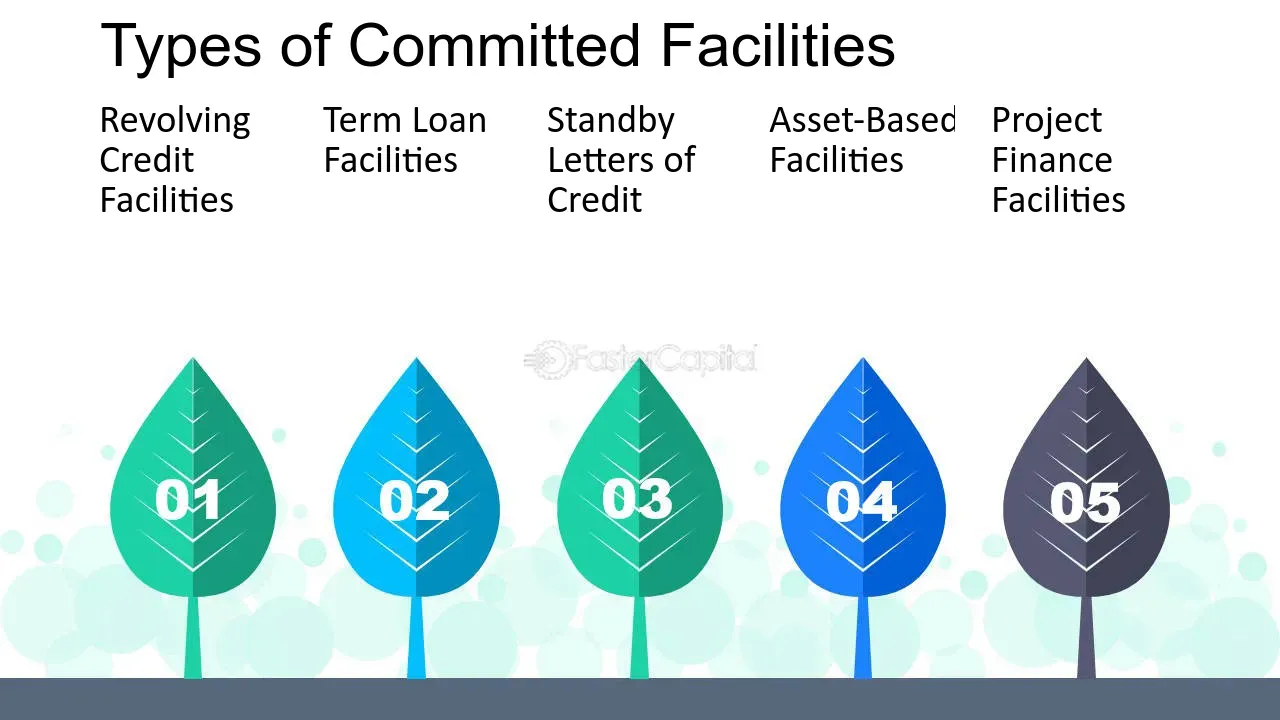 Types of Committed Facilities
Revolving
Credit
Facilities
Term Loan
Facilities
Standby
Letters of
Credit
Asset-Based
Facilities
Project
Finance
Facilities
FasterCapital
01
02
03
04
05